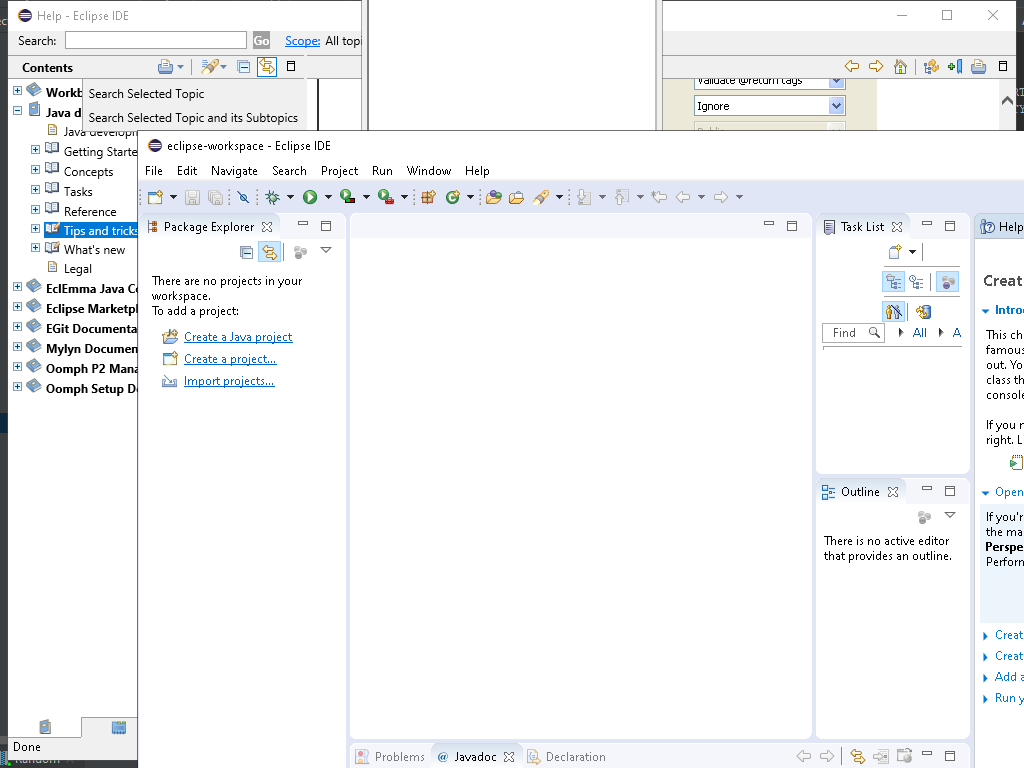 Help - Eclipse IDE
Search:
Go
Scope: All topi
Contents
Search Selected Topic
Search Selected Topic and its Subtopics
Workb
Java d
Java develop
Getting Starte
Concepts
Tasks
Reference
Tips and tricks
What's new
Legal
EclEmma Java Co
Eclipse Marketpl
EGit Documenta
Mylyn Documen
Oomph P2 Mana
Oomph Setup Do
Done
Validate @return tags
Ignore
eclipse-workspace - Eclipse IDE
File Edit Navigate Search Project Run Window Help
Package Explorer
There are no projects in your
workspace.
To add a project:
Create a Java project
Create a project...
Import projects...
Task List
Find
All
A
Outline
There is no active editor
that provides an outline.
Help
Creat
Intro
This ch
famous
out. Yo
class th
console
If you r
right. L
Open
If you'r
the ma
Perspe
Perforn
Creat
Creat
Add a
Run y
Problems
@ Javadoc
Declaration